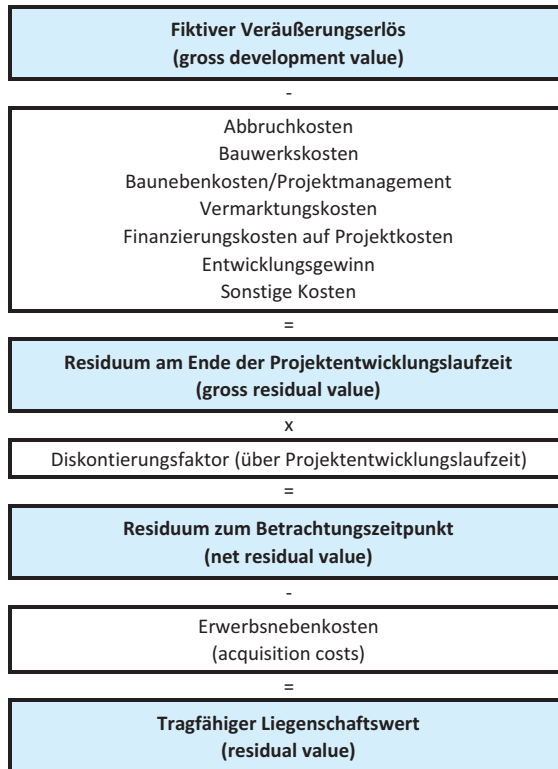 Fiktiver Veräußerungserlös
(gross development value)
-
Abbruchkosten
Bauwerkskosten
Baunebenkosten/Projektmanagement
Vermarktungskosten
Finanzierungskosten auf Projektkosten
Entwicklungsgewinn
Sonstige Kosten
=
Residuum am Ende der Projektentwicklungslaufzeit
(gross residual value)
x
Diskontierungsfaktor (über Projektentwicklungslaufzeit)
=
Residuum zum Betrachtungszeitpunkt
(net residual value)
-
Erwerbsnebenkosten
(acquisition costs)
=
Tragfähiger Liegenschaftswert
(residual value)